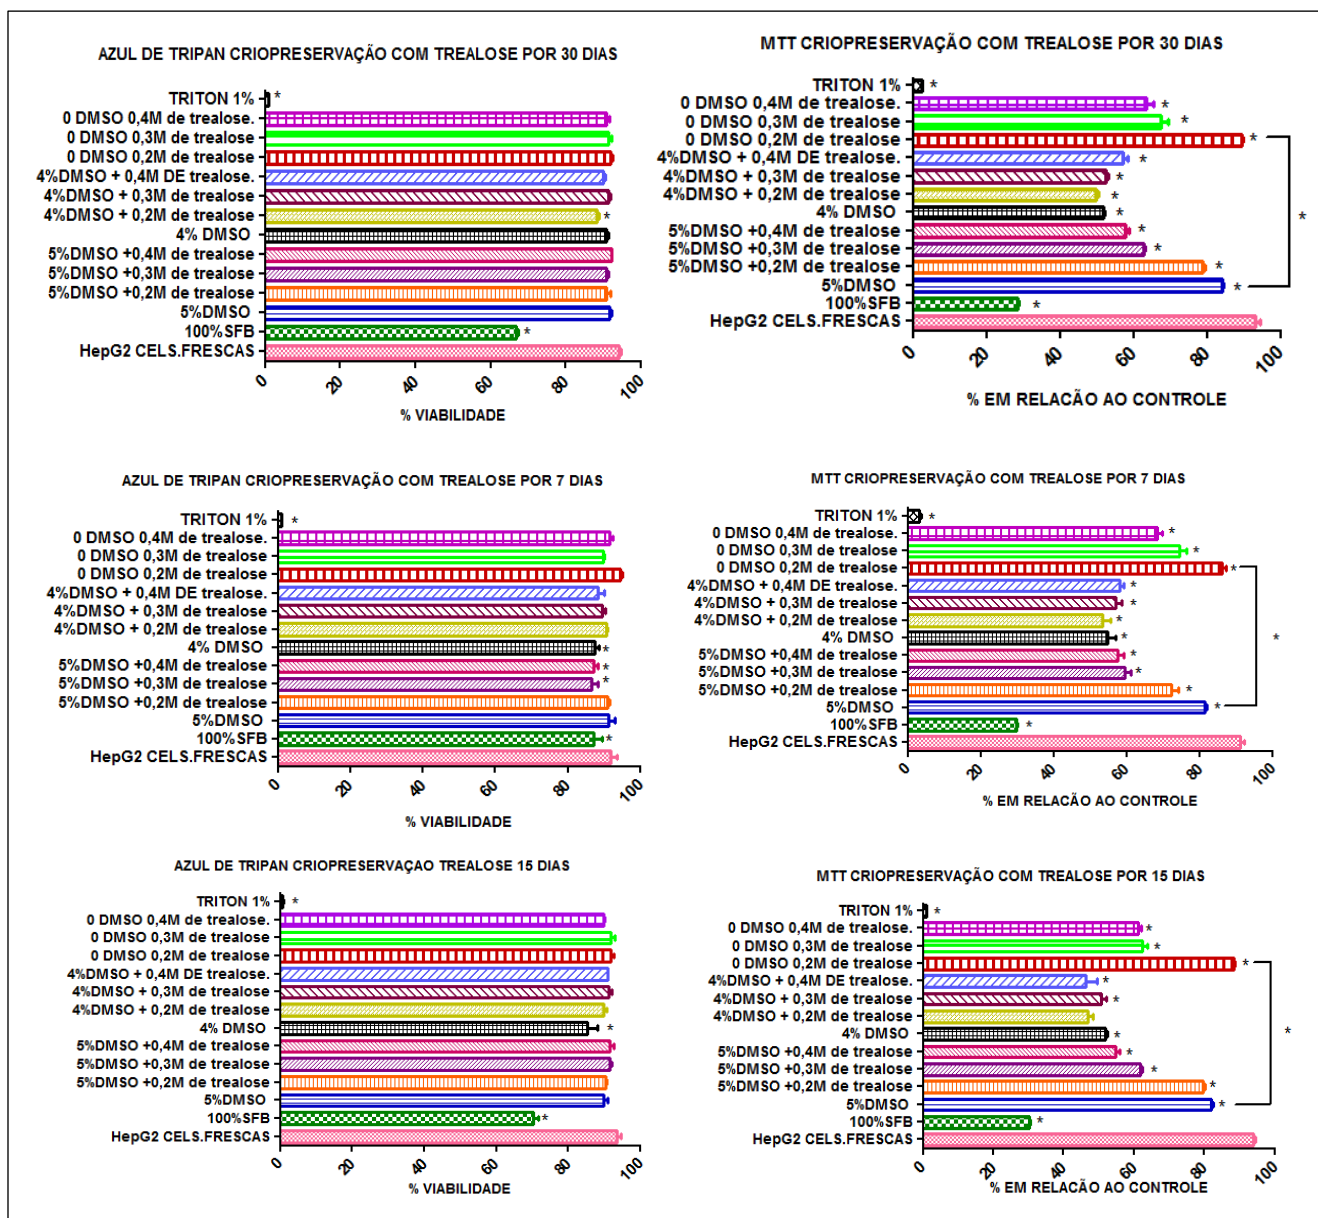 AZUL DE TRIPAN CRIOPRESERVAÇÃO COM TREALOSE POR 30 DIAS
TRITON 1%
*
0 DMSO 0,4M de trealose.
0 DMSO 0,3M de trealose
0 DMSO 0,2M de trealose
4%DMSO + 0,4M DE trealose.
4%DMSO + 0,3M de trealose
4%DMSO + 0,2M de trealose
*
4% DMSO
5%DMSO +0,4M de trealose
5%DMSO +0,3M de trealose
5%DMSO +0,2M de trealose
5%DMSO
100%SFB
*
HepG2 CELS.FRESCAS
0 20 40 60 80 100
% VIABILIDADE
MTT CRIOPRESERVAÇÃO COM TREALOSE POR 30 DIAS
TRITON 1%
*
0 DMSO 0,4M de trealose.
*
0 DMSO 0,3M de trealose
*
0 DMSO 0,2M de trealose
*
4%DMSO + 0,4M DE trealose.
*
4%DMSO + 0,3M de trealose
*
4%DMSO + 0,2M de trealose
*
4% DMSO
*
5%DMSO +0,4M de trealose
*
5%DMSO +0,3M de trealose
*
5%DMSO +0,2M de trealose
*
5%DMSO
*
100%SFB
*
HepG2 CELS.FRESCAS
*
0 20 40 60 80 100
% EM RELACÃO AO CONTROLE
AZUL DE TRIPAN CRIOPRESERVAÇÃO COM TREALOSE POR 7 DIAS
TRITON 1%
*
0 DMSO 0,4M de trealose.
0 DMSO 0,3M de trealose
0 DMSO 0,2M de trealose
4%DMSO + 0,4M DE trealose.
4%DMSO + 0,3M de trealose
4%DMSO + 0,2M de trealose
4% DMSO
*
5%DMSO +0,4M de trealose
*
5%DMSO +0,3M de trealose
*
5%DMSO +0,2M de trealose
5%DMSO
100%SFB
*
HepG2 CELS.FRESCAS
0 20 40 60 80 100
% VIABILIDADE
MTT CRIOPRESERVAÇÃO COM TREALOSE POR 7 DIAS
TRITON 1%
*
0 DMSO 0,4M de trealose.
*
0 DMSO 0,3M de trealose
*
0 DMSO 0,2M de trealose
*
4%DMSO + 0,4M DE trealose.
*
4%DMSO + 0,3M de trealose
*
4%DMSO + 0,2M de trealose
*
4% DMSO
*
5%DMSO +0,4M de trealose
*
5%DMSO +0,3M de trealose
*
5%DMSO +0,2M de trealose
*
5%DMSO
*
100%SFB
*
HepG2 CELS.FRESCAS
*
0 20 40 60 80 100
% EM RELACÃO AO CONTROLE
AZUL DE TRIPAN CRIOPRESERVAÇAO TREALOSE 15 DIAS
TRITON 1%
*
0 DMSO 0,4M de trealose.
0 DMSO 0,3M de trealose
0 DMSO 0,2M de trealose
4%DMSO + 0,4M DE trealose.
4%DMSO + 0,3M de trealose
4%DMSO + 0,2M de trealose
4% DMSO
*
5%DMSO +0,4M de trealose
5%DMSO +0,3M de trealose
5%DMSO +0,2M de trealose
5%DMSO
100%SFB
*
HepG2 CELS.FRESCAS
0 20 40 60 80 100
% VIABILIDADE
MTT CRIOPRESERVAÇÃO COM TREALOSE POR 15 DIAS
TRITON 1%
*
0 DMSO 0,4M de trealose.
*
0 DMSO 0,3M de trealose
*
0 DMSO 0,2M de trealose
*
4%DMSO + 0,4M DE trealose.
*
4%DMSO + 0,3M de trealose
*
4%DMSO + 0,2M de trealose
4% DMSO
*
5%DMSO +0,4M de trealose
*
5%DMSO +0,3M de trealose
*
5%DMSO +0,2M de trealose
*
5%DMSO
*
100%SFB
*
HepG2 CELS.FRESCAS
*
0 20 40 60 80 100
% EM RELACÃO AO CONTROLE